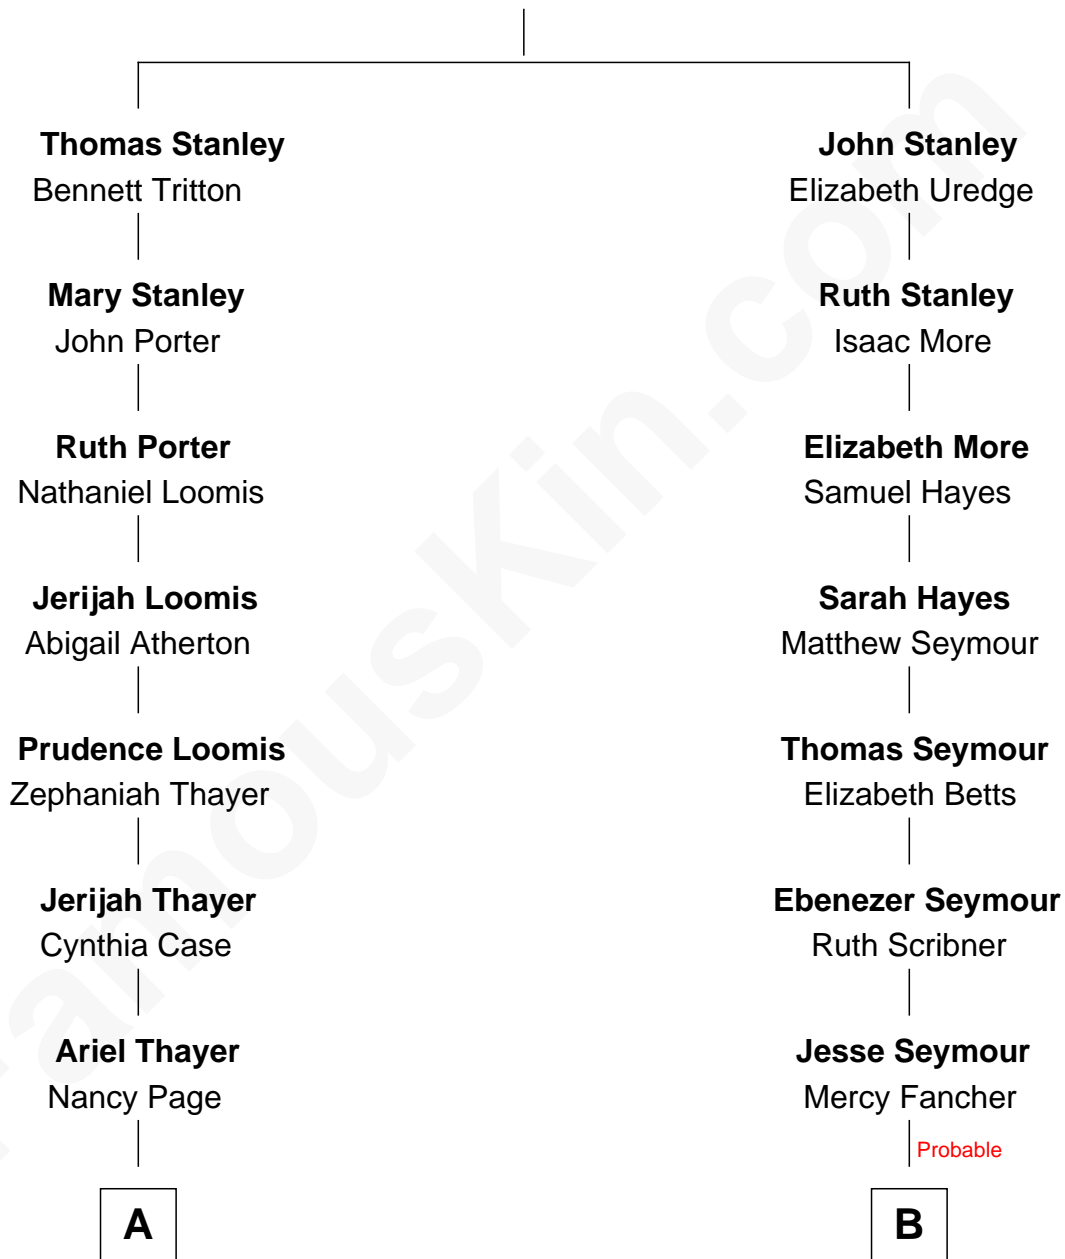 Thomas Stanley
Bennett Tritton
Mary Stanley
John Porter
Ruth Porter
Nathaniel Loomis
Jerijah Loomis
Abigail Atherton
Prudence Loomis
Zephaniah Thayer
Jerijah Thayer
Cynthia Case
Ariel Thayer
Nancy Page
A
John Stanley
Elizabeth Uredge
Ruth Stanley
Isaac More
Elizabeth More
Samuel Hayes
Sarah Hayes
Matthew Seymour
Thomas Seymour
Elizabeth Betts
Ebenezer Seymour
Ruth Scribner
Jesse Seymour
Mercy Fancher
Probable
B
FamousKin.com